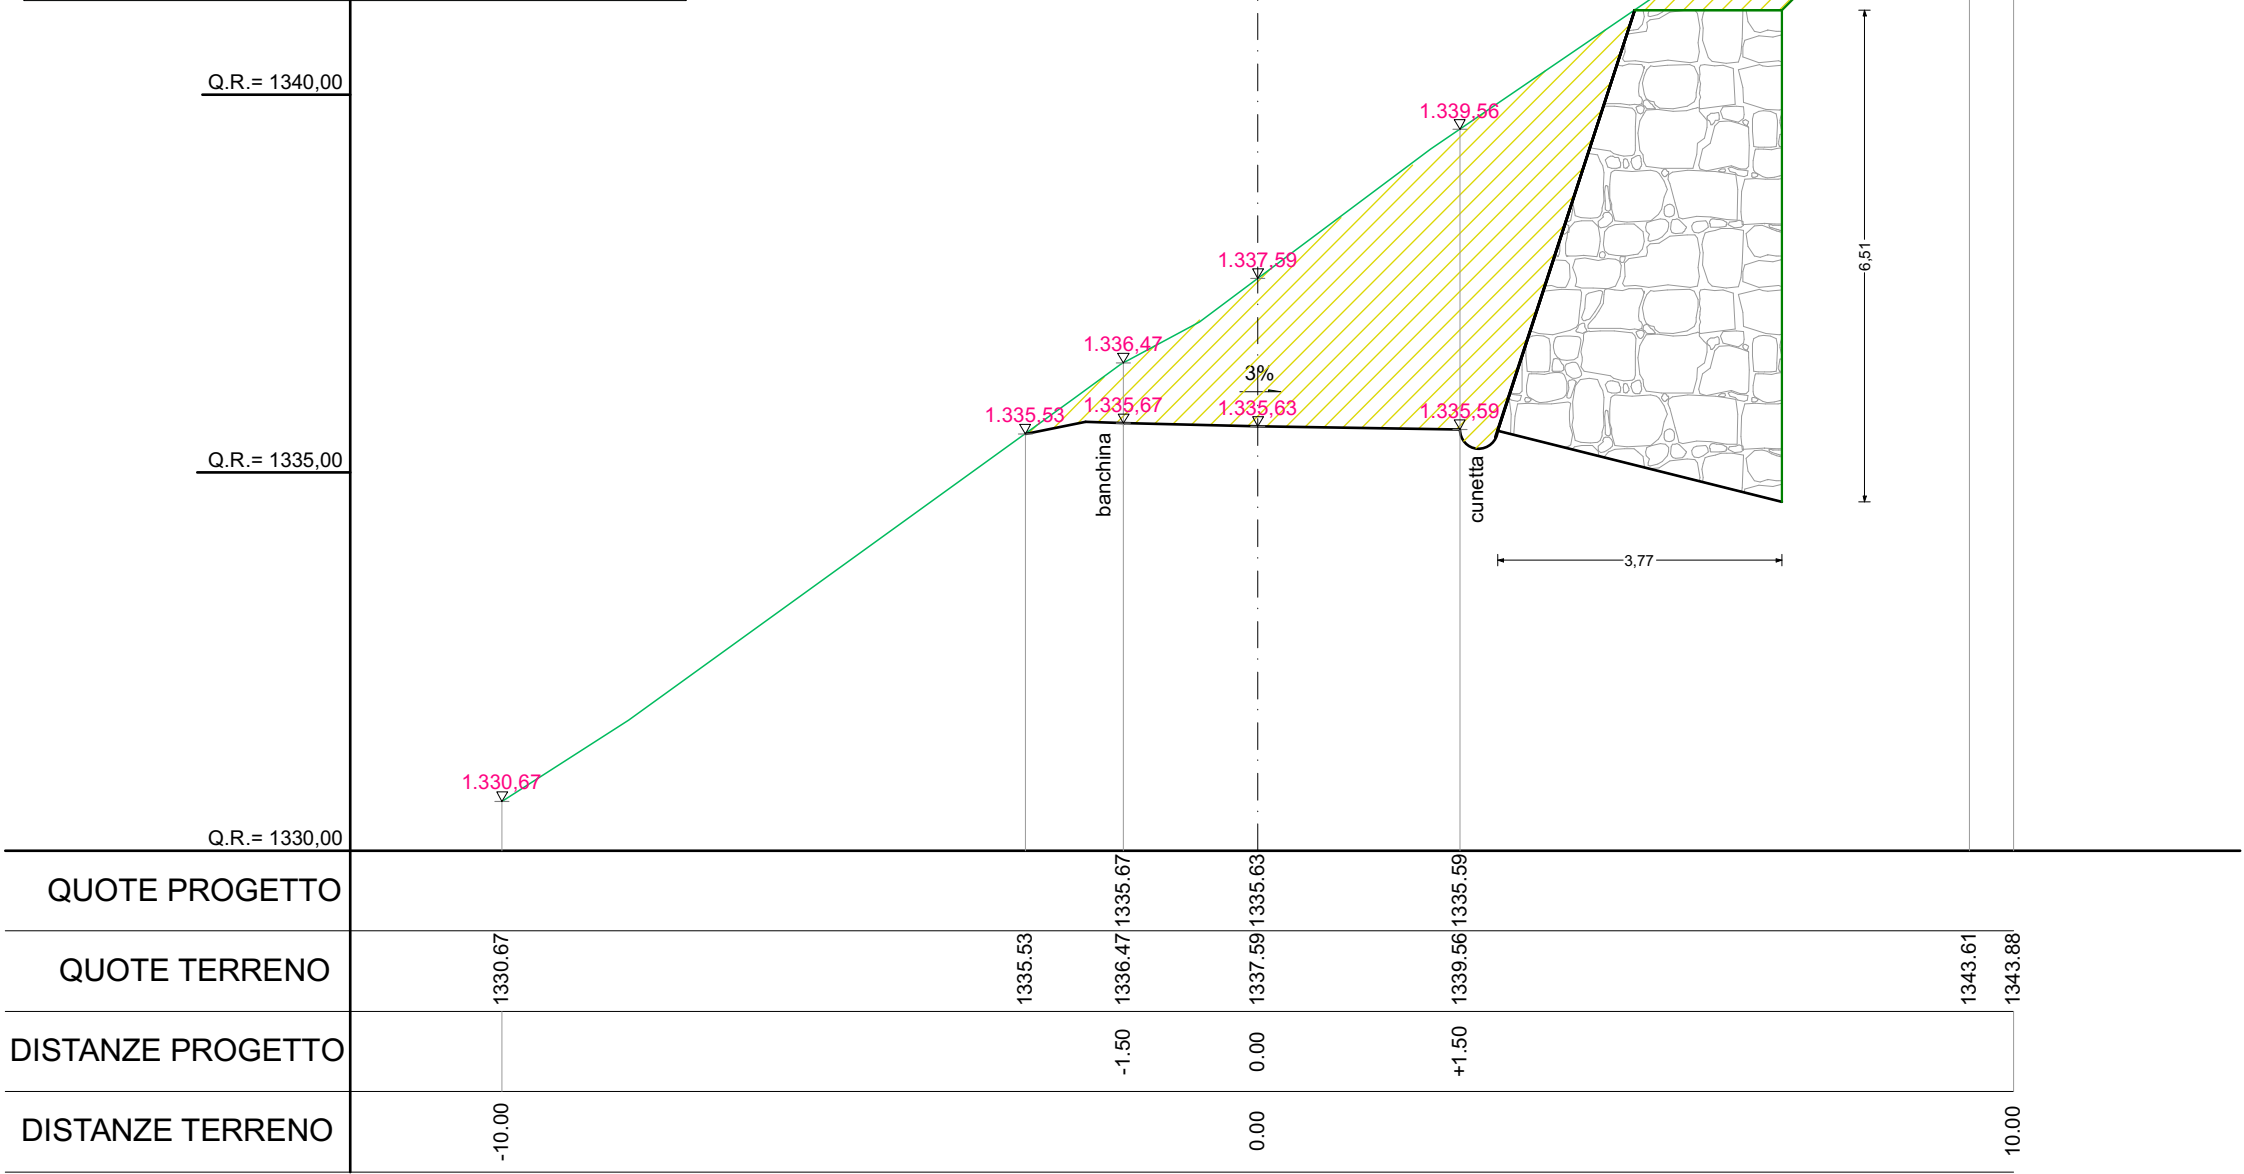 Q.R.= 1340,00
1.339,56
1.337,59
6,51
1.336,47
3%
1.335,53
1.335,67
1.335,63
1.335,59
Q.R.= 1335,00
banchina
cunetta
3,77
1.330,67
Q.R.= 1330,00
QUOTE PROGETTO 1335.67 1335.63 1335.59
QUOTE TERRENO 1330.67 1335.53 1336.47 1337.59 1339.56 1343.61 1343.88
DISTANZE PROGETTO -1.50 0.00 +1.50
DISTANZE TERRENO -10.00 0.00 10.00